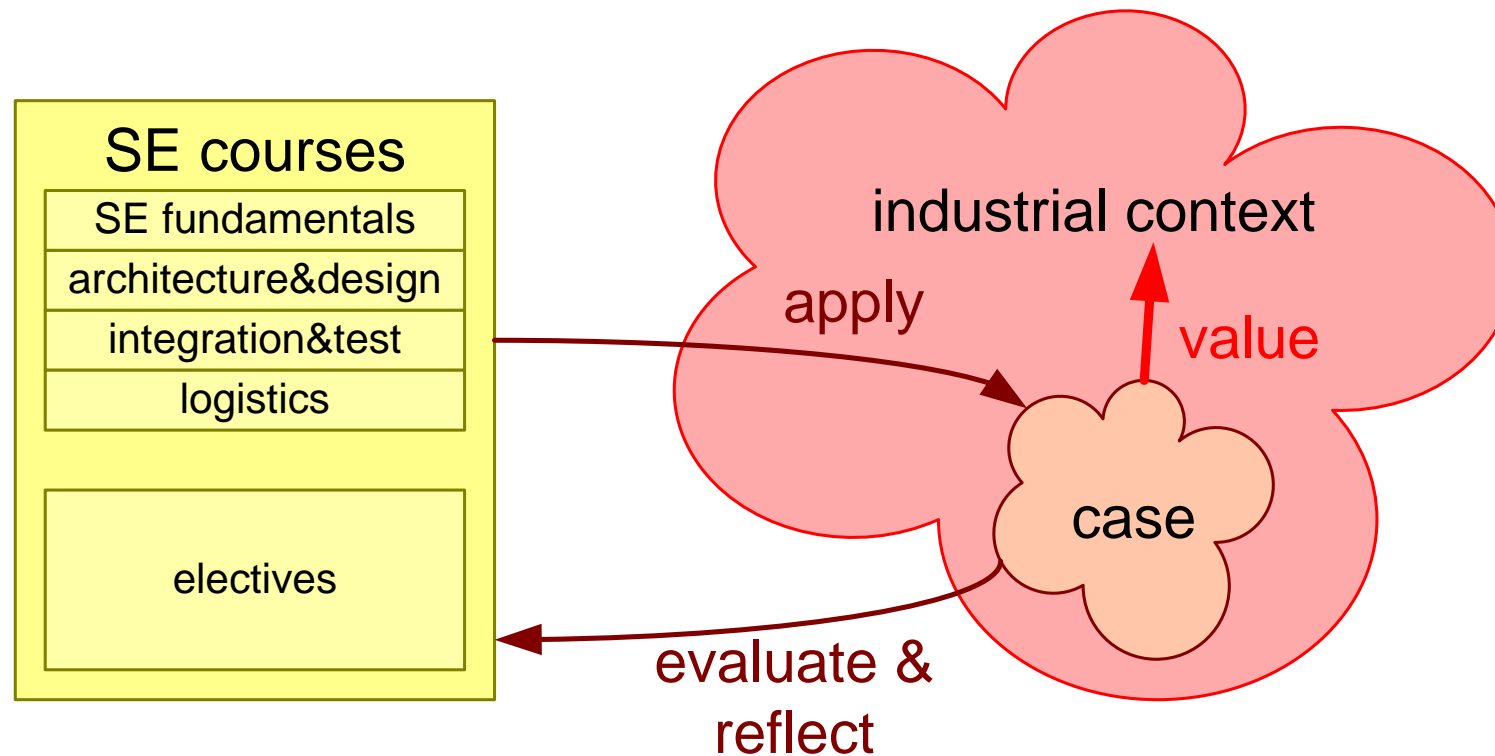 SE courses
SE fundamentals
architecture&design
integration&test
logistics
electives
industrial context
apply
value
case
evaluate &
reflect